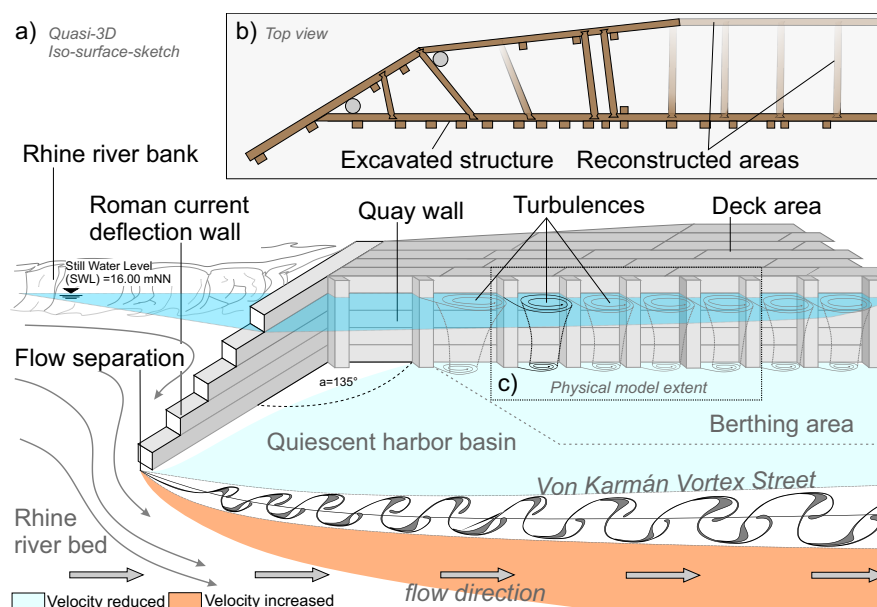 a) Quasi-3D
Iso-surface-sketch
b) Top view
Excavated structure
Reconstructed areas
Rhine river bank
Roman current
deflection wall
Quay wall
Turbulences
Deck area
Still Water Level
(SWL) =16.00 mNN
Flow separation
a=135°
c)
Physical model extent
Quiescent harbor basin
Berthing area
Von Karmán Vortex Street
Rhine
river bed
flow direction
Velocity reduced
Velocity increased